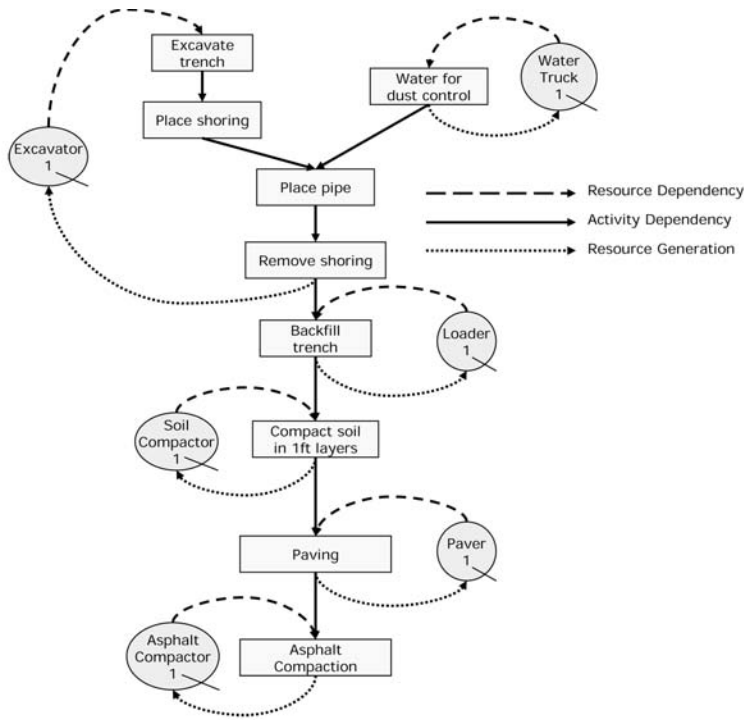 Excavate
trench
Water for
dust control
Water
Truck
1
Place shoring
Excavator
1
Place pipe
Resource Dependency
Activity Dependency
Resource Generation
Remove shoring
Backfill
trench
Loader
1
Soil
Compactor
1
Compact soil
in 1ft layers
Paving
Paver
1
Asphalt
Compactor
1
Asphalt
Compaction